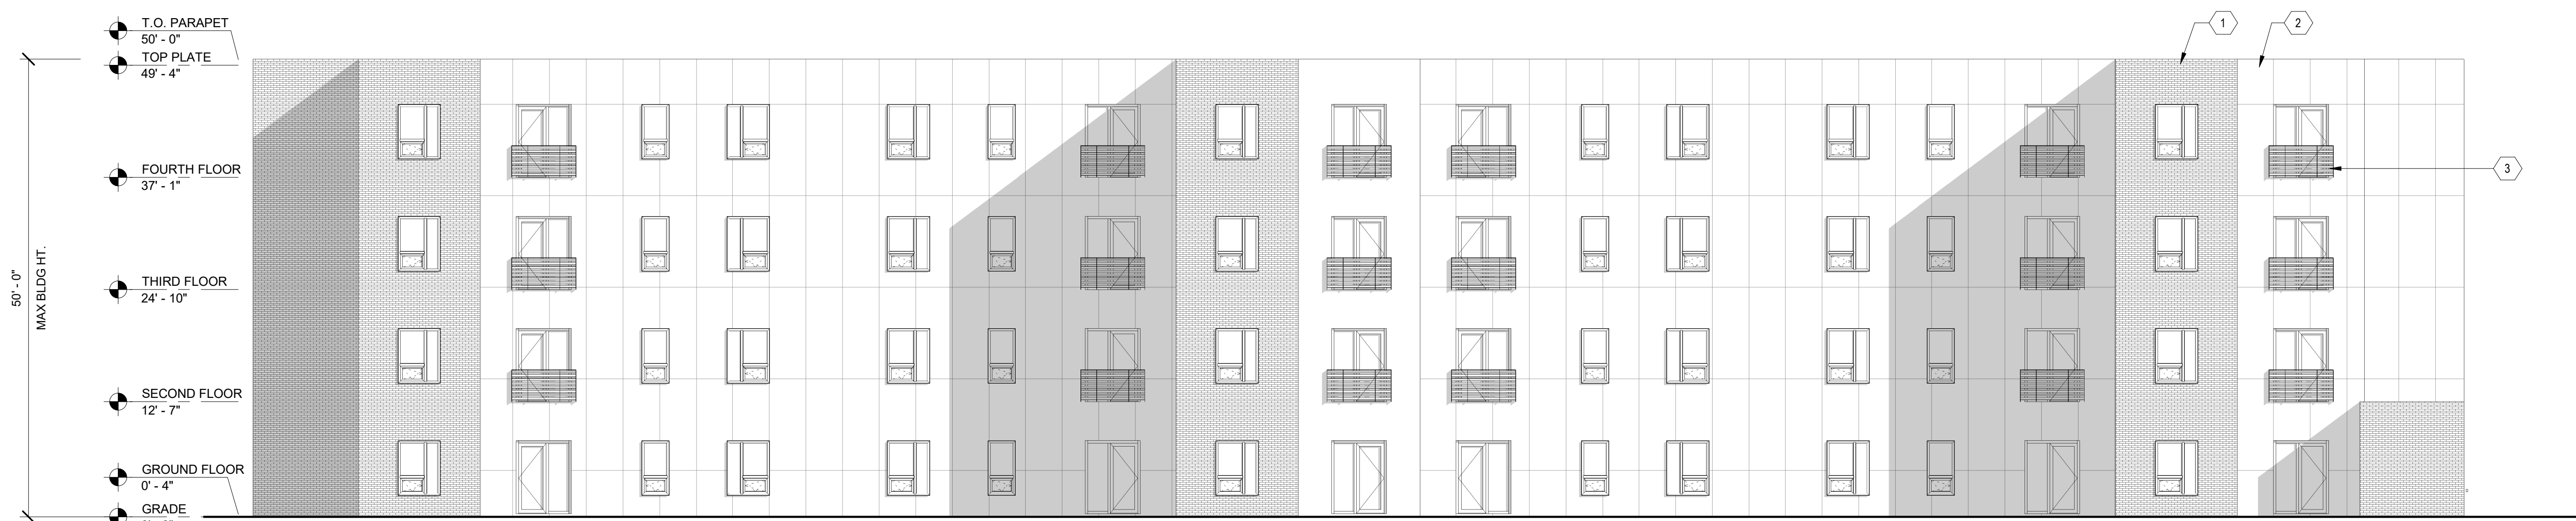 T.O. PARAPET
50' - 0"
TOP PLATE
49' - 4"
FOURTH FLOOR
37' - 1"
THIRD FLOOR
24' - 10"
SECOND FLOOR
12' - 7"
GROUND FLOOR
0' - 4"
GRADE
50' - 0"
MAX BLDG HT.
1
2
3